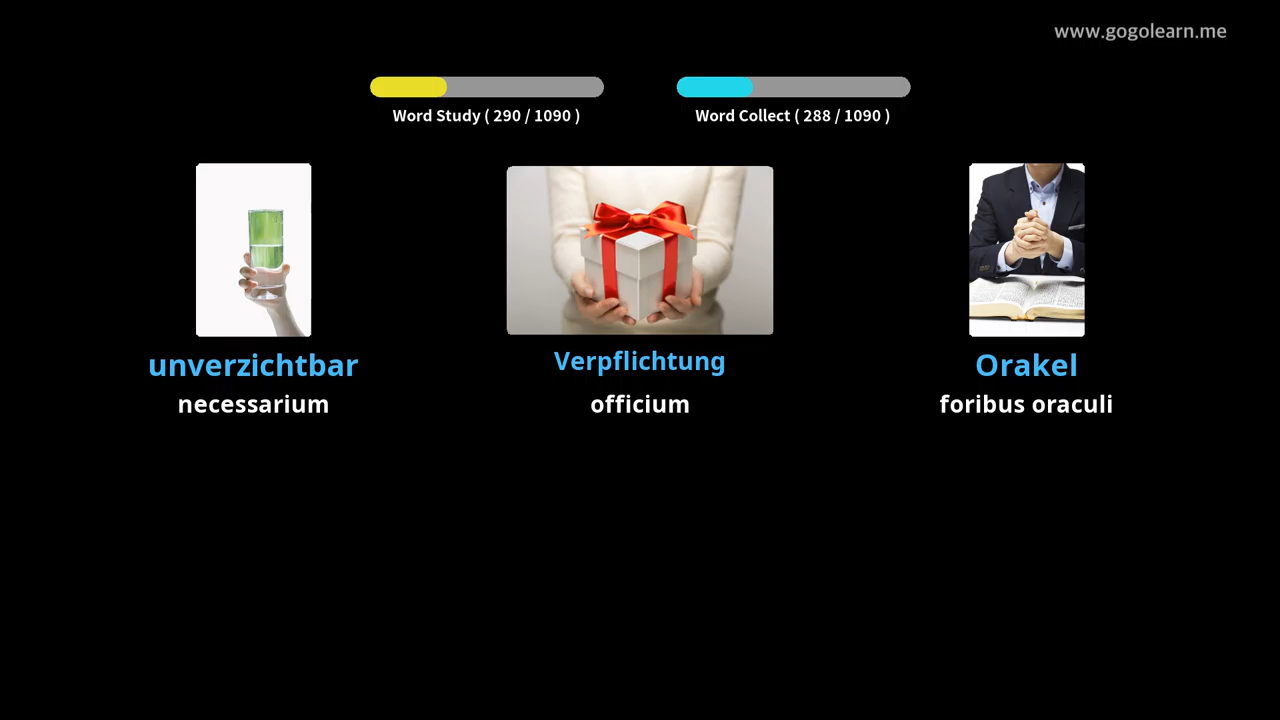 www.gogolearn.me
Word Study ( 290 / 1090 )
Word Collect ( 288 / 1090 )
unverzichtbar
necessarium
Verpflichtung
officium
Orakel
foribus oraculi